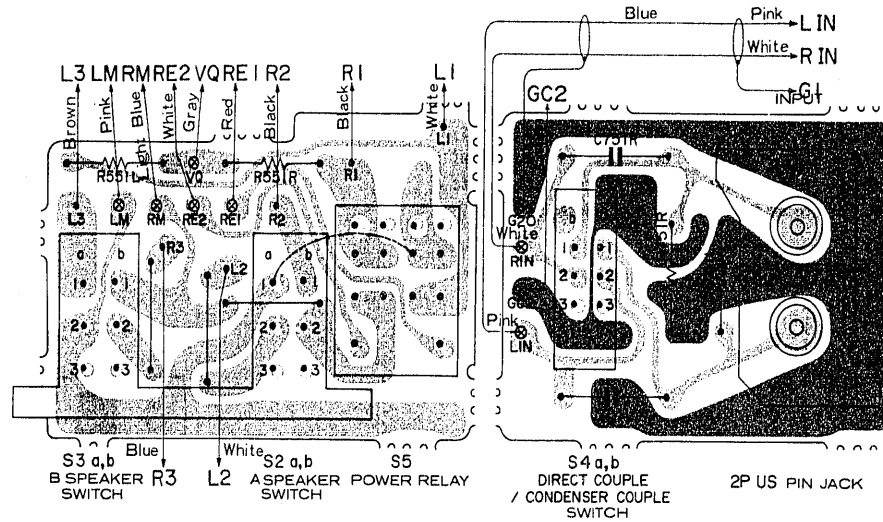 Blue Pink L IN
White R IN
G1
L3 LM RM RE2 VQ RE1 R2 R1 L1
GC2
INPUT
Brown Pink Light Blue White Gray Red Black Black White
L1
C751R
R551L VQ R551R R1
L3 LM RM RE2 RE1 R2
White
RIN
R3
a b L2 a b
b
1 1 1 1
1 1
2 2
2 2 2 2
3 3
3 3 3 3
Pink
LIN
Blue White
S3 a,b R3 L2 S2 a,b S5
B SPEAKER SWITCH
A SPEAKER SWITCH
POWER RELAY
S4 a,b
DIRECT COUPLE
/ CONDENSER COUPLE
SWITCH
2P US PIN JACK